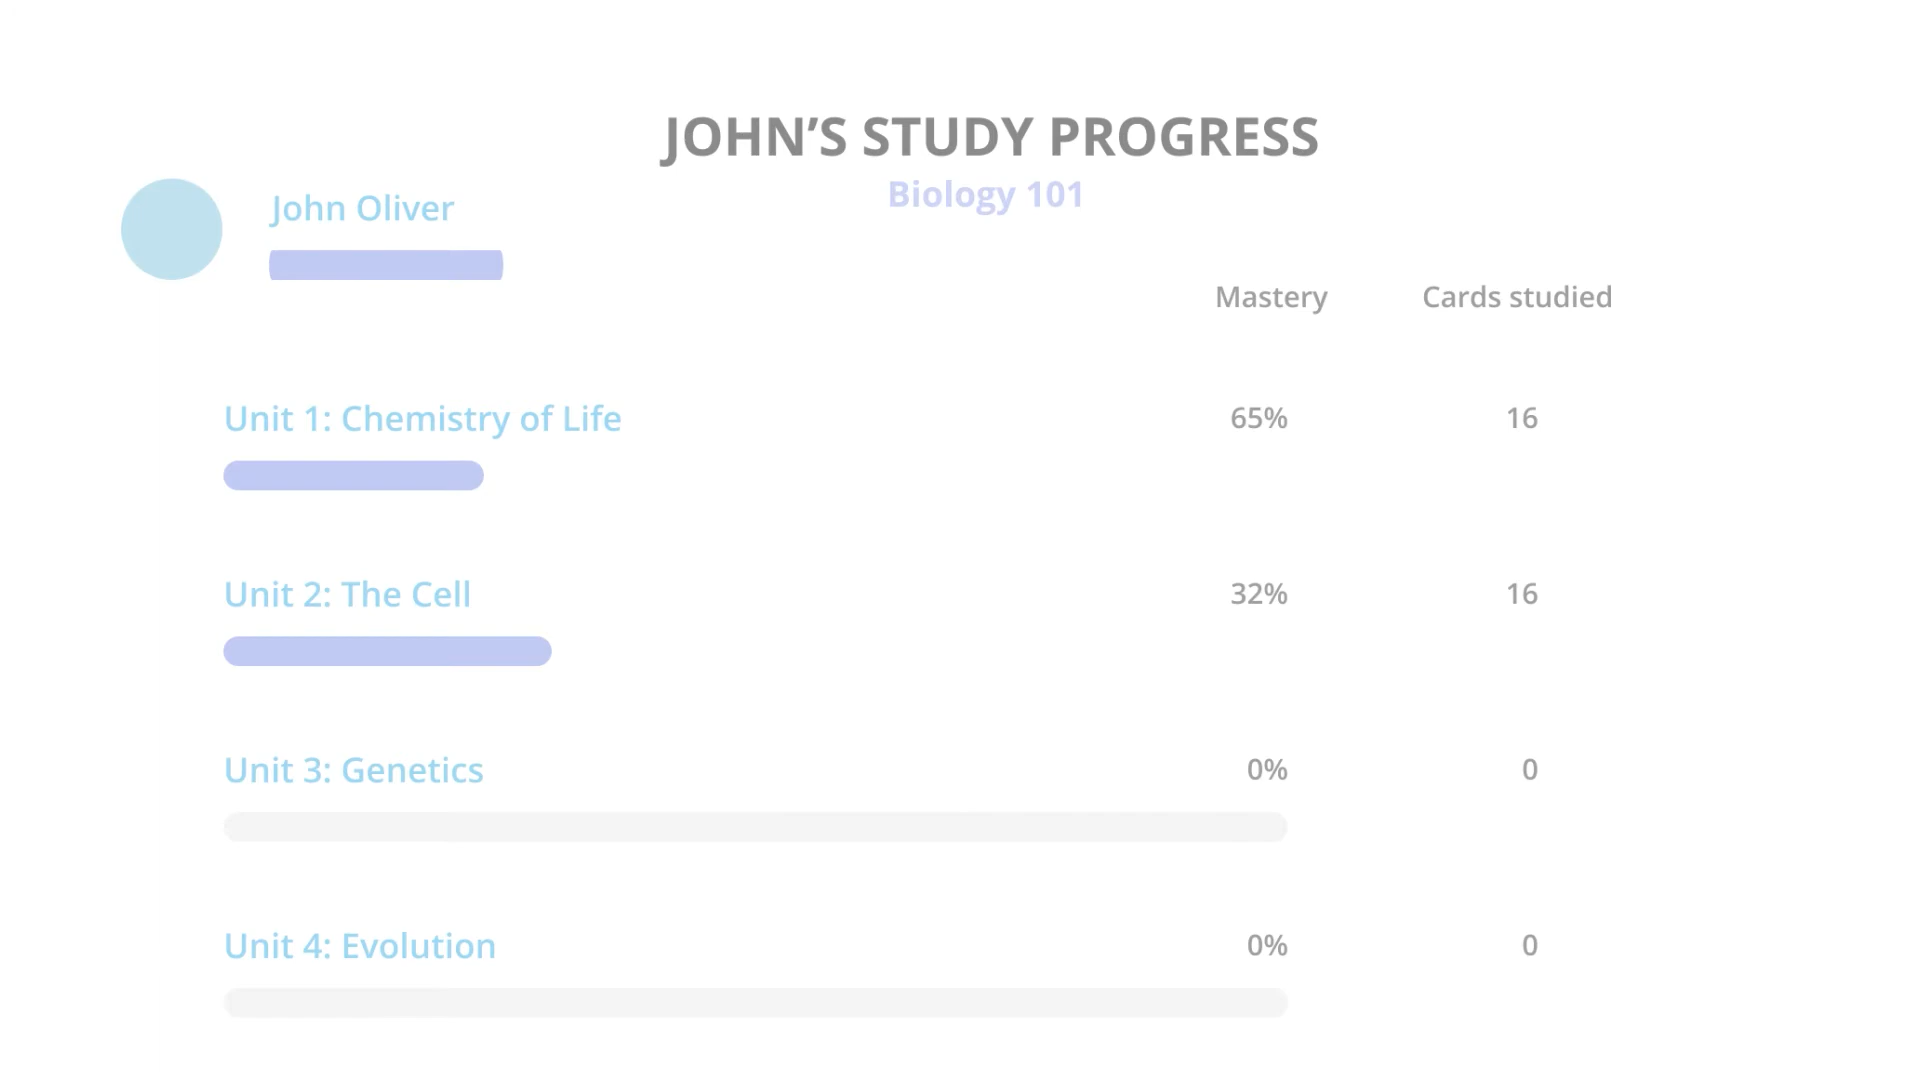 JOHN’S STUDY PROGRESS
Biology 101
John Oliver
Mastery Cards studied
Unit 1: Chemistry of Life 65% 16
Unit 2: The Cell 32% 16
Unit 3: Genetics 0% 0
Unit 4: Evolution 0% 0